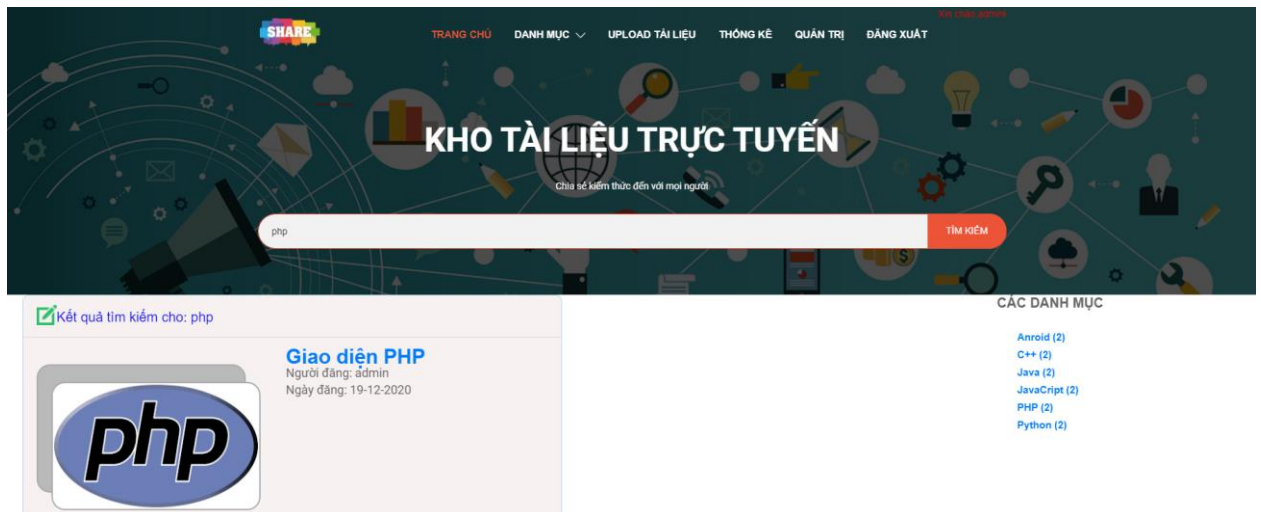 Xin chào admin
SHARE
TRANG CHỦ DANH MỤC UPLOAD TÀI LIỆU THỐNG KÊ QUẢN TRỊ ĐĂNG XUẤT
KHO TÀI LIỆU TRỰC TUYẾN
Chia sẻ kiếm thức đến với mọi người
php
TÌM KIẾM
Kết quả tìm kiếm cho: php
CÁC DANH MỤC
Giao diện PHP
Người đăng: admin
Ngày đăng: 19-12-2020
php
Anroid (2)
C++ (2)
Java (2)
JavaCript (2)
PHP (2)
Python (2)